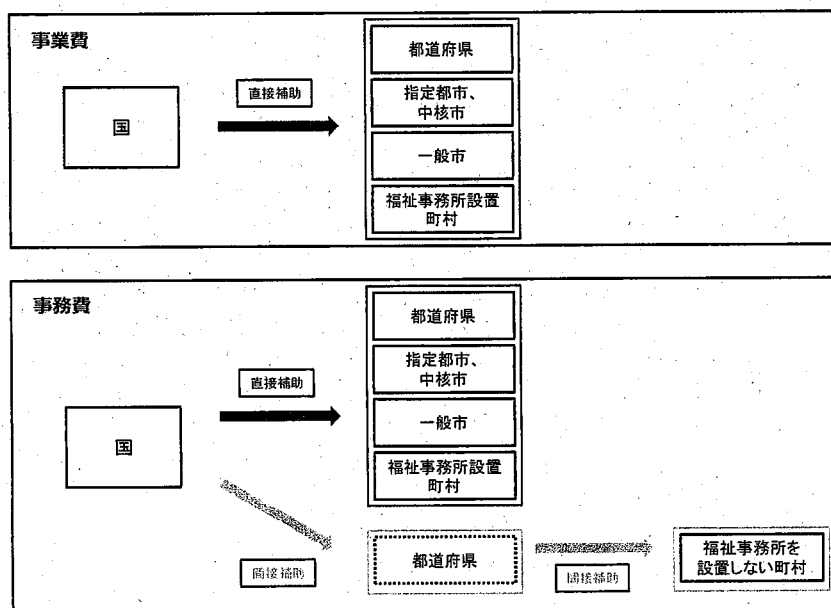 事業費
国
直接補助
都道府県
指定都市、
中核市
一般市
福祉事務所設置
町村
事務費
国
直接補助
都道府県
指定都市、
中核市
一般市
福祉事務所設置
町村
間接補助
都道府県
間接補助
福祉事務所を
設置しない町村